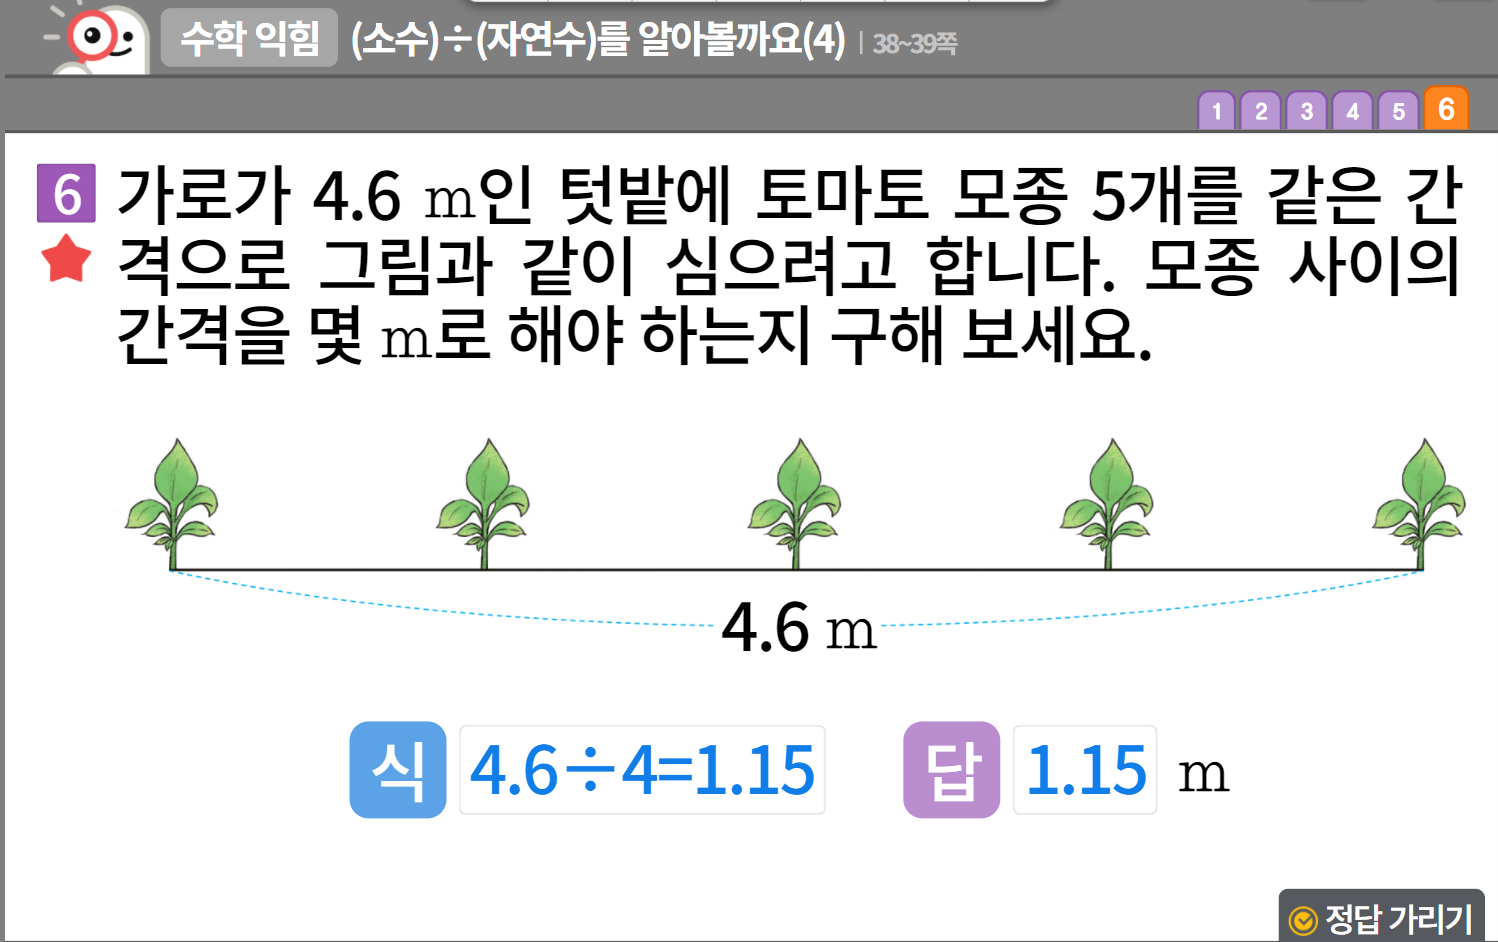 수학 익힘 (소수)÷(자연수)를 알아볼까요(4) | 38~39쪽
1 2 3 4 5 6
6 가로가 4.6 m인 텃밭에 토마토 모종 5개를 같은 간
격으로 그림과 같이 심으려고 합니다. 모종 사이의
간격을 몇 m로 해야 하는지 구해 보세요.
4.6 m
식 4.6÷4=1.15 답 1.15 m
정답 가리기